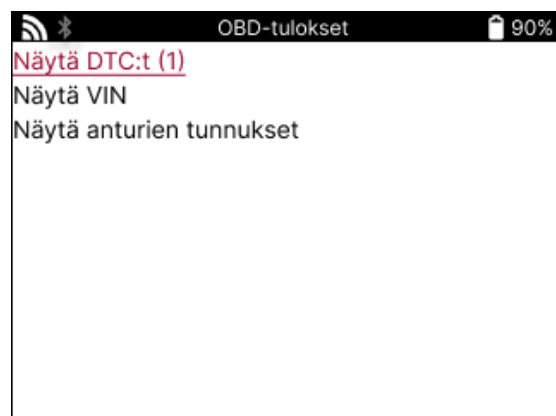 OBD-tulokset 90%
Näytä DTC:t (1)
Näytä VIN
Näytä anturien tunnukset